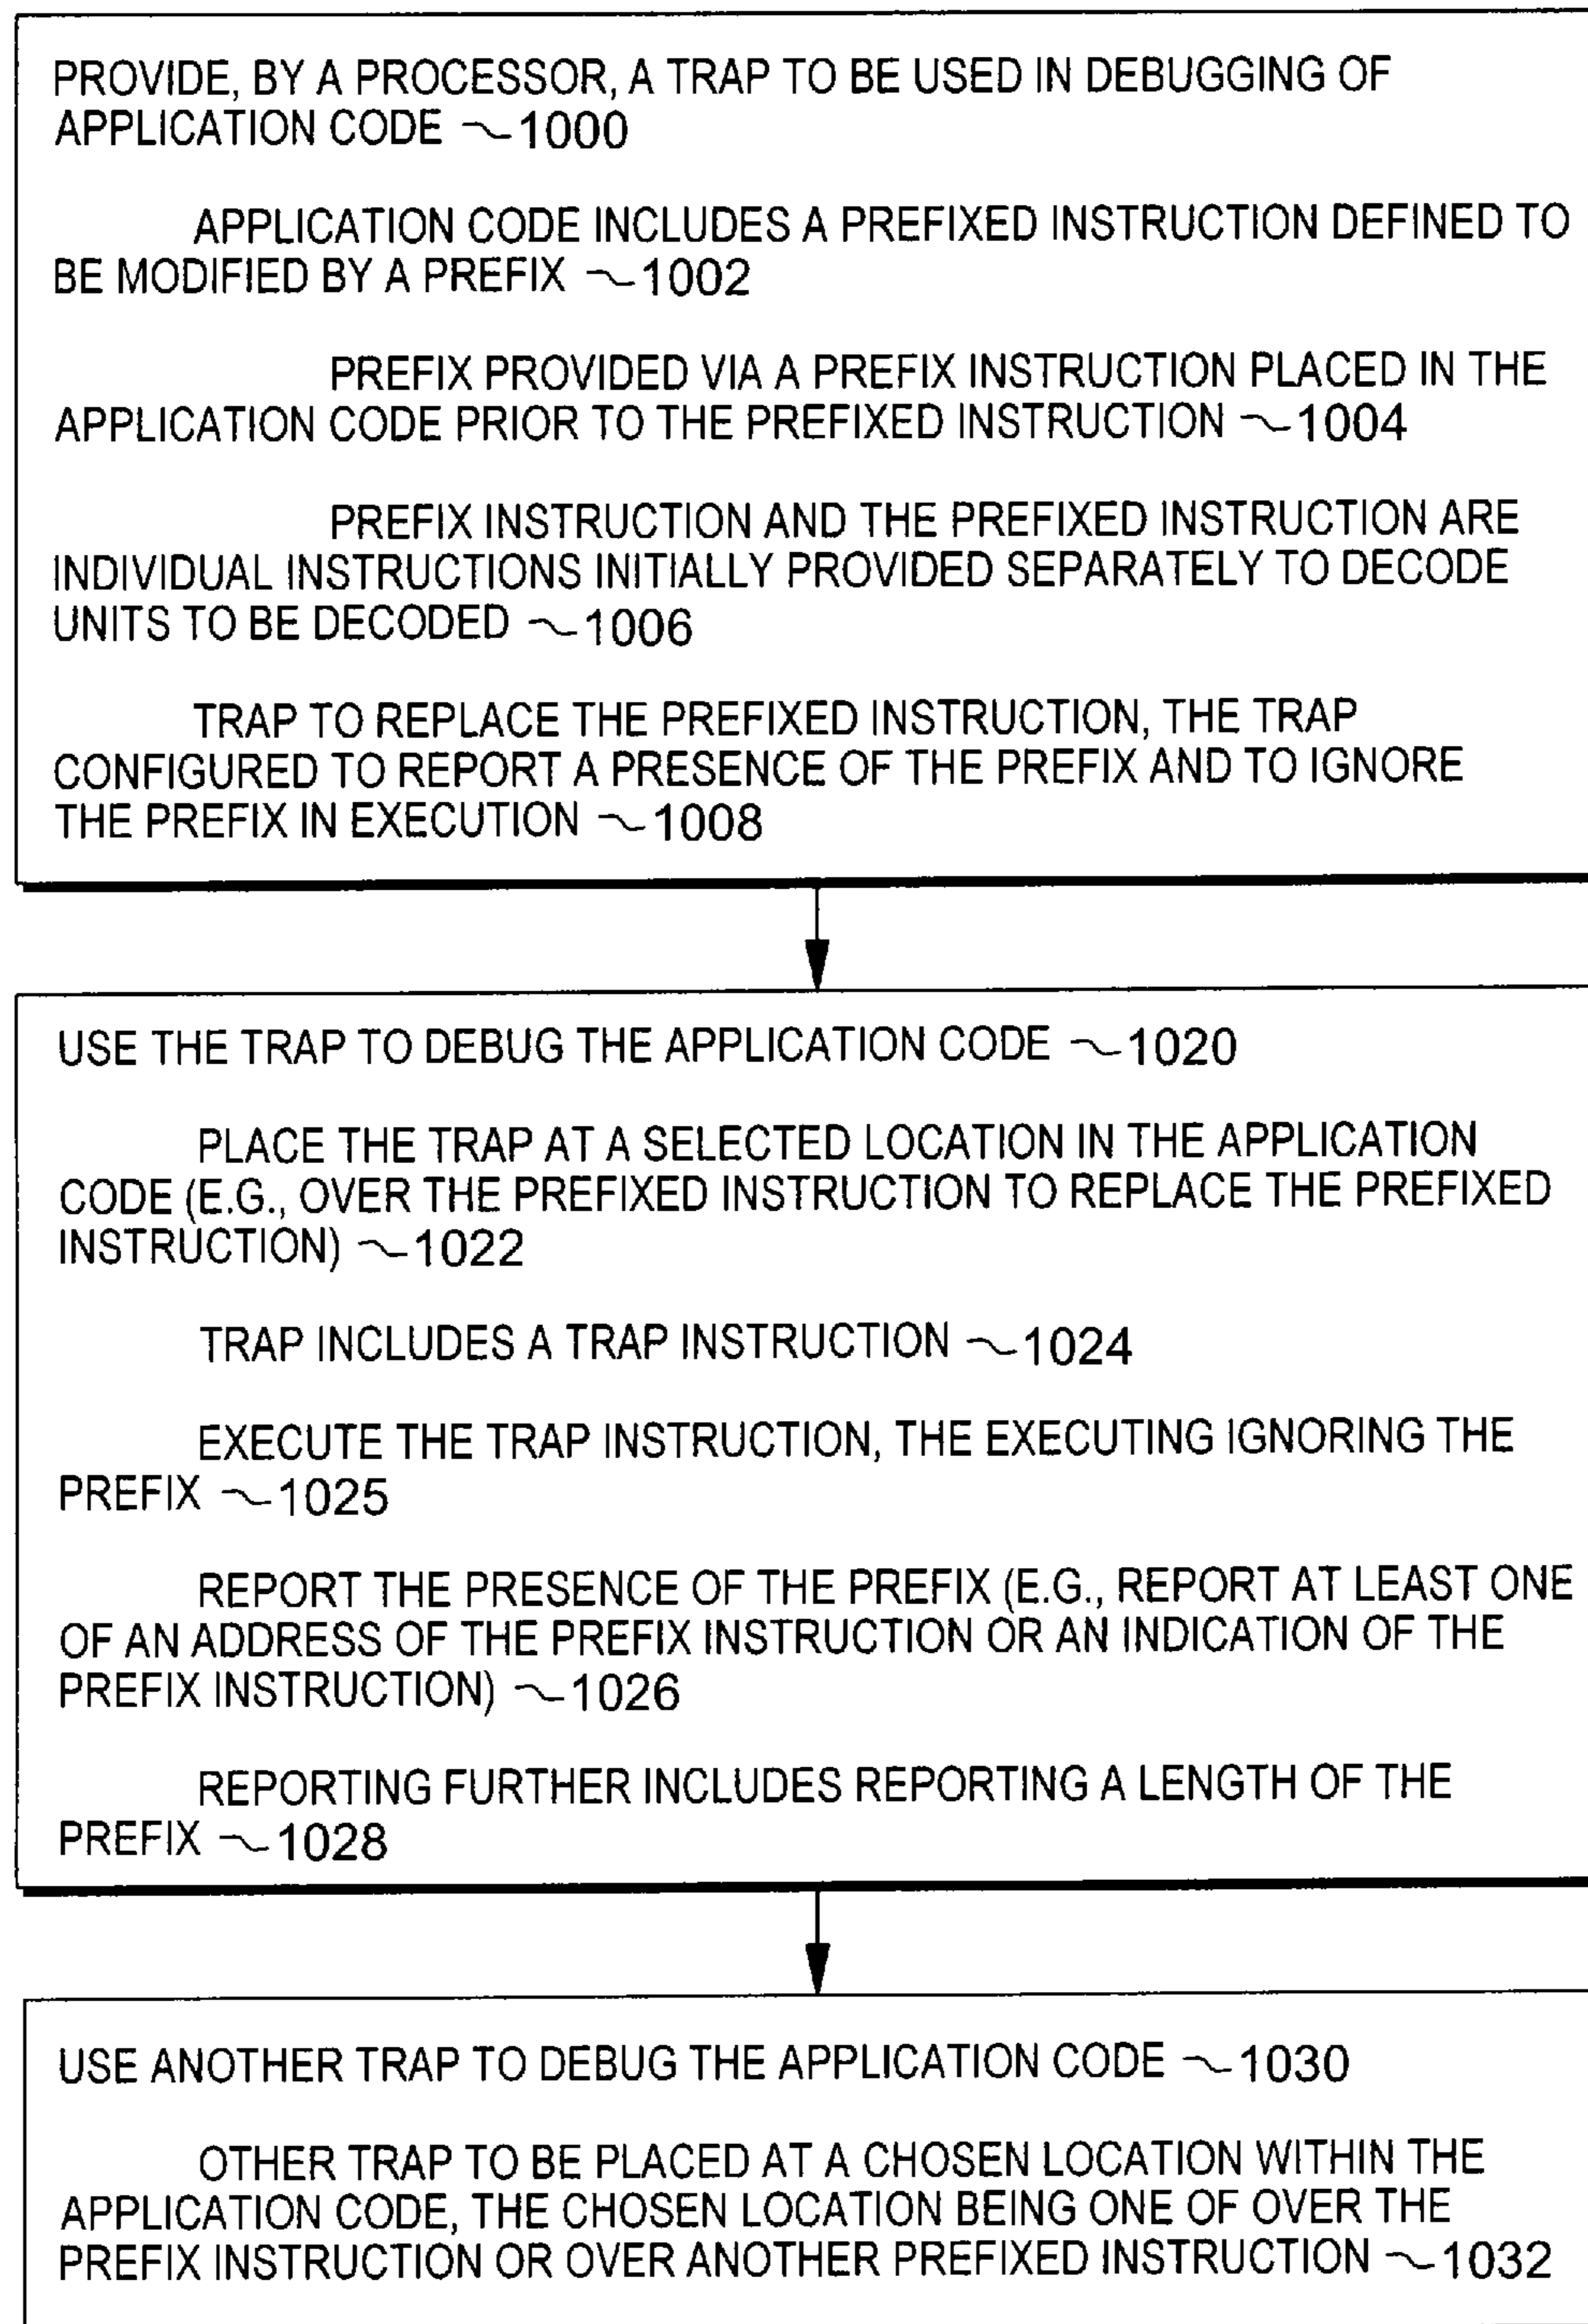 PROVIDE, BY A PROCESSOR, A TRAP TO BE USED IN DEBUGGING OF
APPLICATION CODE ~1000
APPLICATION CODE INCLUDES A PREFIXED INSTRUCTION DEFINED TO
BE MODIFIED BY A PREFIX ~1002
PREFIX PROVIDED VIA A PREFIX INSTRUCTION PLACED IN THE
APPLICATION CODE PRIOR TO THE PREFIXED INSTRUCTION ~1004
PREFIX INSTRUCTION AND THE PREFIXED INSTRUCTION ARE
INDIVIDUAL INSTRUCTIONS INITIALLY PROVIDED SEPARATELY TO DECODE
UNITS TO BE DECODED ~1006
TRAP TO REPLACE THE PREFIXED INSTRUCTION, THE TRAP
CONFIGURED TO REPORT A PRESENCE OF THE PREFIX AND TO IGNORE
THE PREFIX IN EXECUTION ~1008
USE THE TRAP TO DEBUG THE APPLICATION CODE ~1020
PLACE THE TRAP AT A SELECTED LOCATION IN THE APPLICATION
CODE (E.G., OVER THE PREFIXED INSTRUCTION TO REPLACE THE PREFIXED
INSTRUCTION) ~1022
TRAP INCLUDES A TRAP INSTRUCTION ~1024
EXECUTE THE TRAP INSTRUCTION, THE EXECUTING IGNORING THE
PREFIX ~1025
REPORT THE PRESENCE OF THE PREFIX (E.G., REPORT AT LEAST ONE
OF AN ADDRESS OF THE PREFIX INSTRUCTION OR AN INDICATION OF THE
PREFIX INSTRUCTION) ~1026
REPORTING FURTHER INCLUDES REPORTING A LENGTH OF THE
PREFIX ~1028
USE ANOTHER TRAP TO DEBUG THE APPLICATION CODE ~1030
OTHER TRAP TO BE PLACED AT A CHOSEN LOCATION WITHIN THE
APPLICATION CODE, THE CHOSEN LOCATION BEING ONE OF OVER THE
PREFIX INSTRUCTION OR OVER ANOTHER PREFIXED INSTRUCTION ~1032